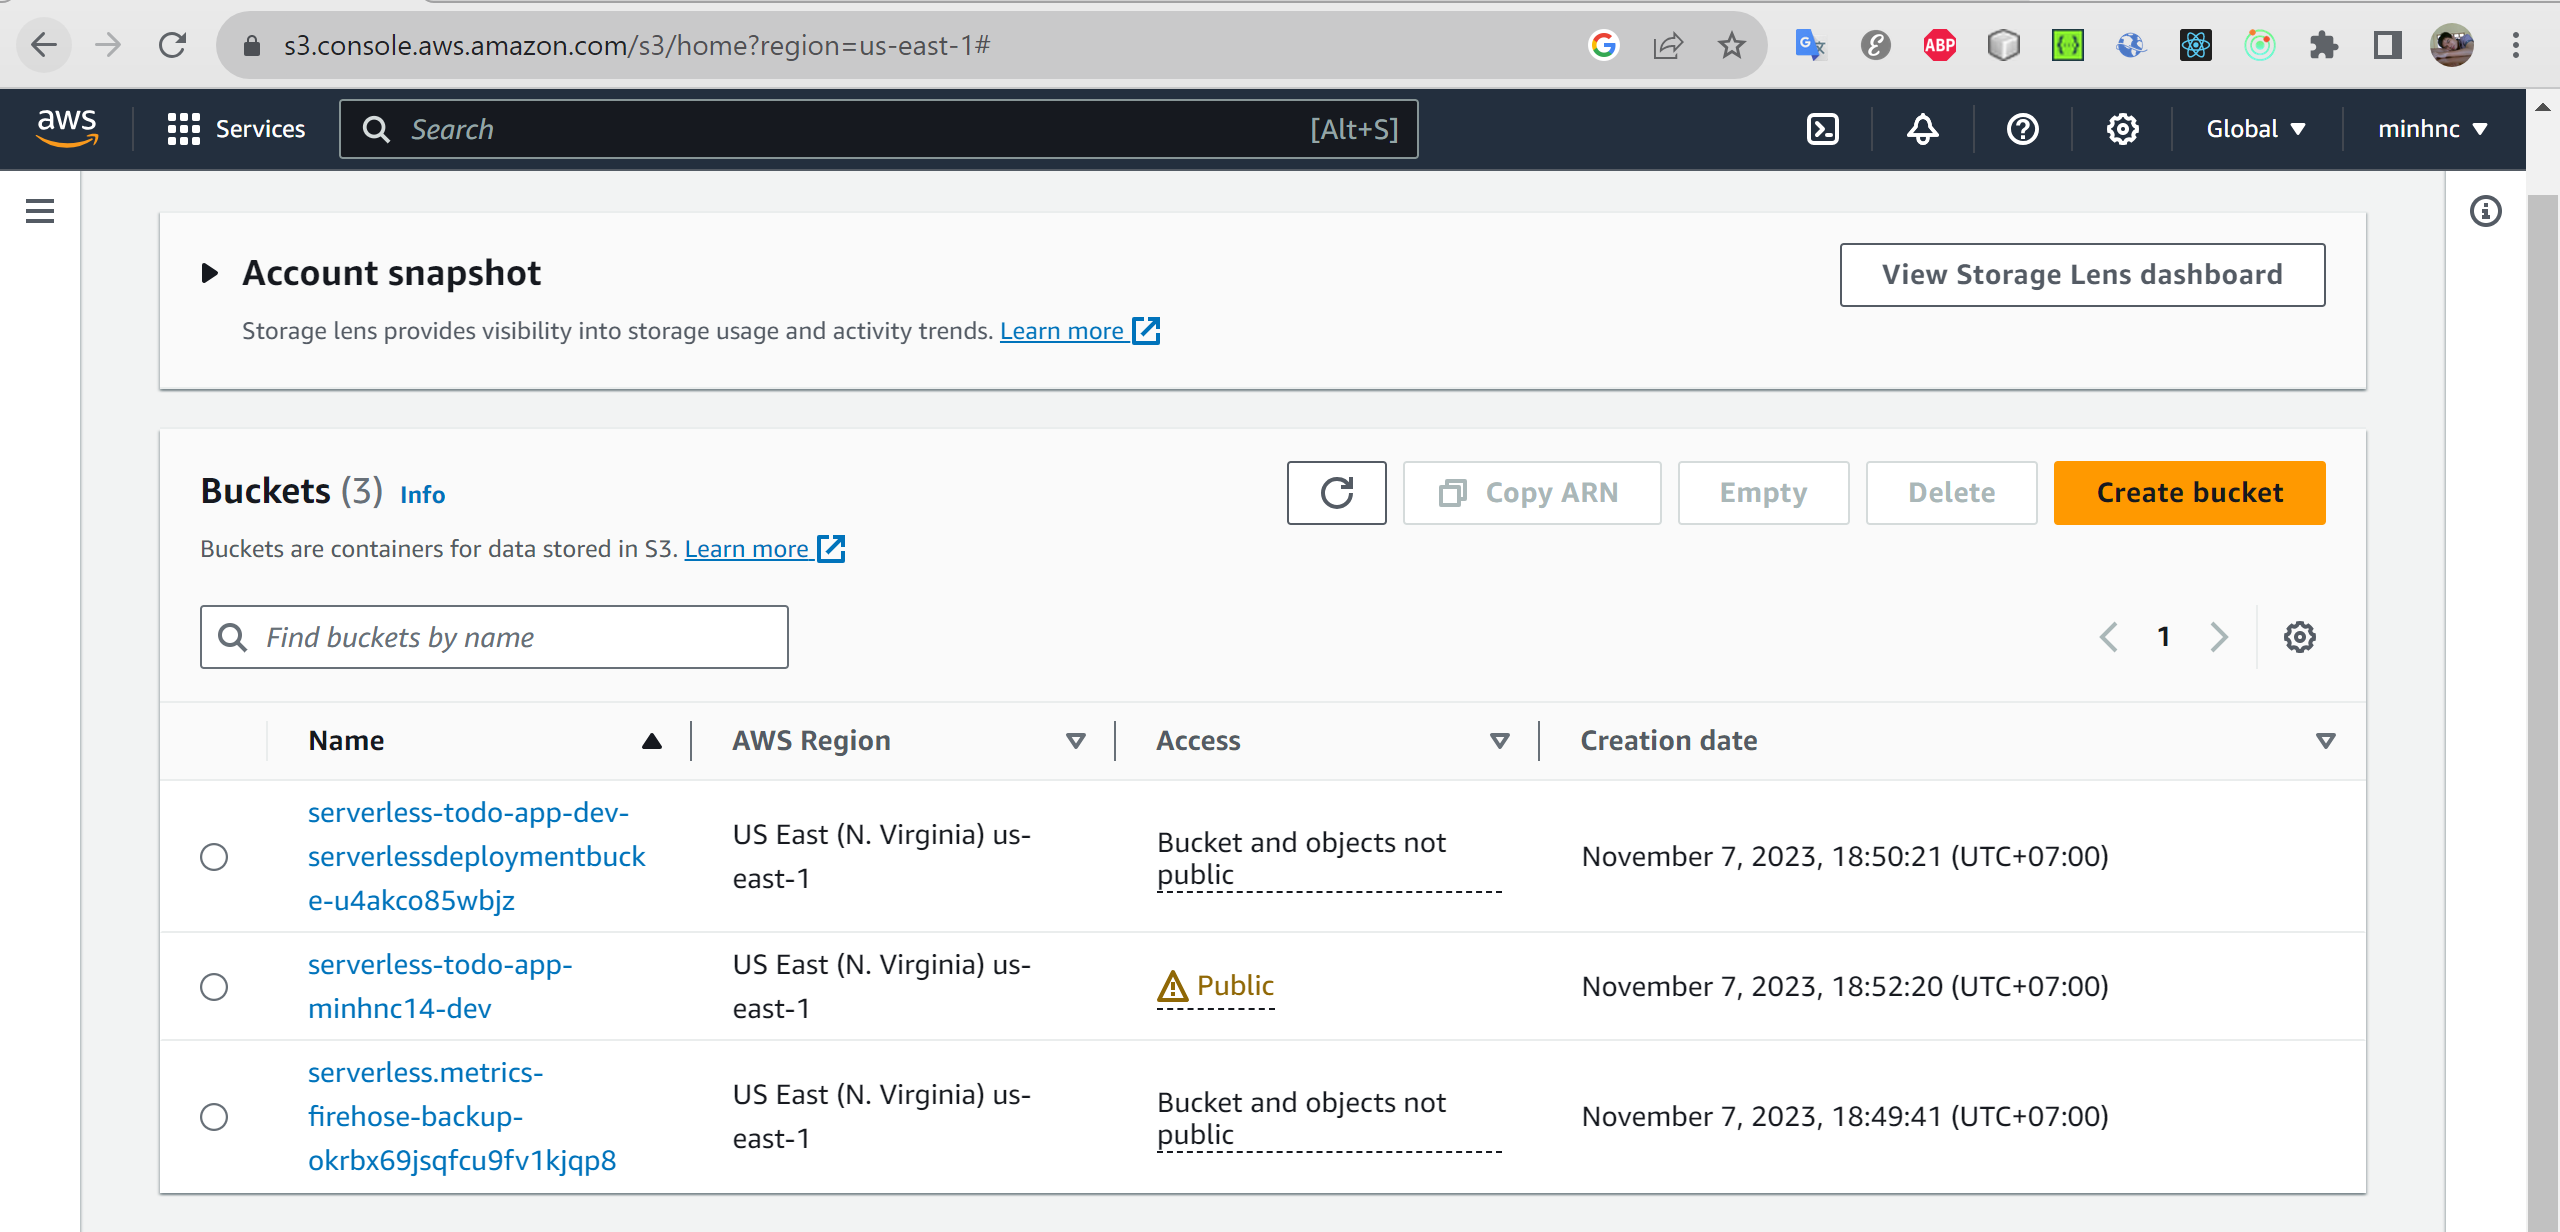 s3.console.aws.amazon.com/s3/home?region=us-east-1#
ABP
aws
Services
Search
[Alt+S]
Global
minhnc
Account snapshot
View Storage Lens dashboard
Storage lens provides visibility into storage usage and activity trends. Learn more
Buckets (3) Info
Copy ARN
Empty
Delete
Create bucket
Buckets are containers for data stored in S3. Learn more
Find buckets by name
1
Name
AWS Region
Access
Creation date
serverless-todo-app-dev-
serverlessdeploymentbuck
e-u4akco85wbjz
US East (N. Virginia) us-
east-1
Bucket and objects not
public
November 7, 2023, 18:50:21 (UTC+07:00)
serverless-todo-app-
minhnc14-dev
US East (N. Virginia) us-
east-1
Public
November 7, 2023, 18:52:20 (UTC+07:00)
serverless.metrics-
firehose-backup-
okrbx69jsqfcu9fv1kjqp8
US East (N. Virginia) us-
east-1
Bucket and objects not
public
November 7, 2023, 18:49:41 (UTC+07:00)